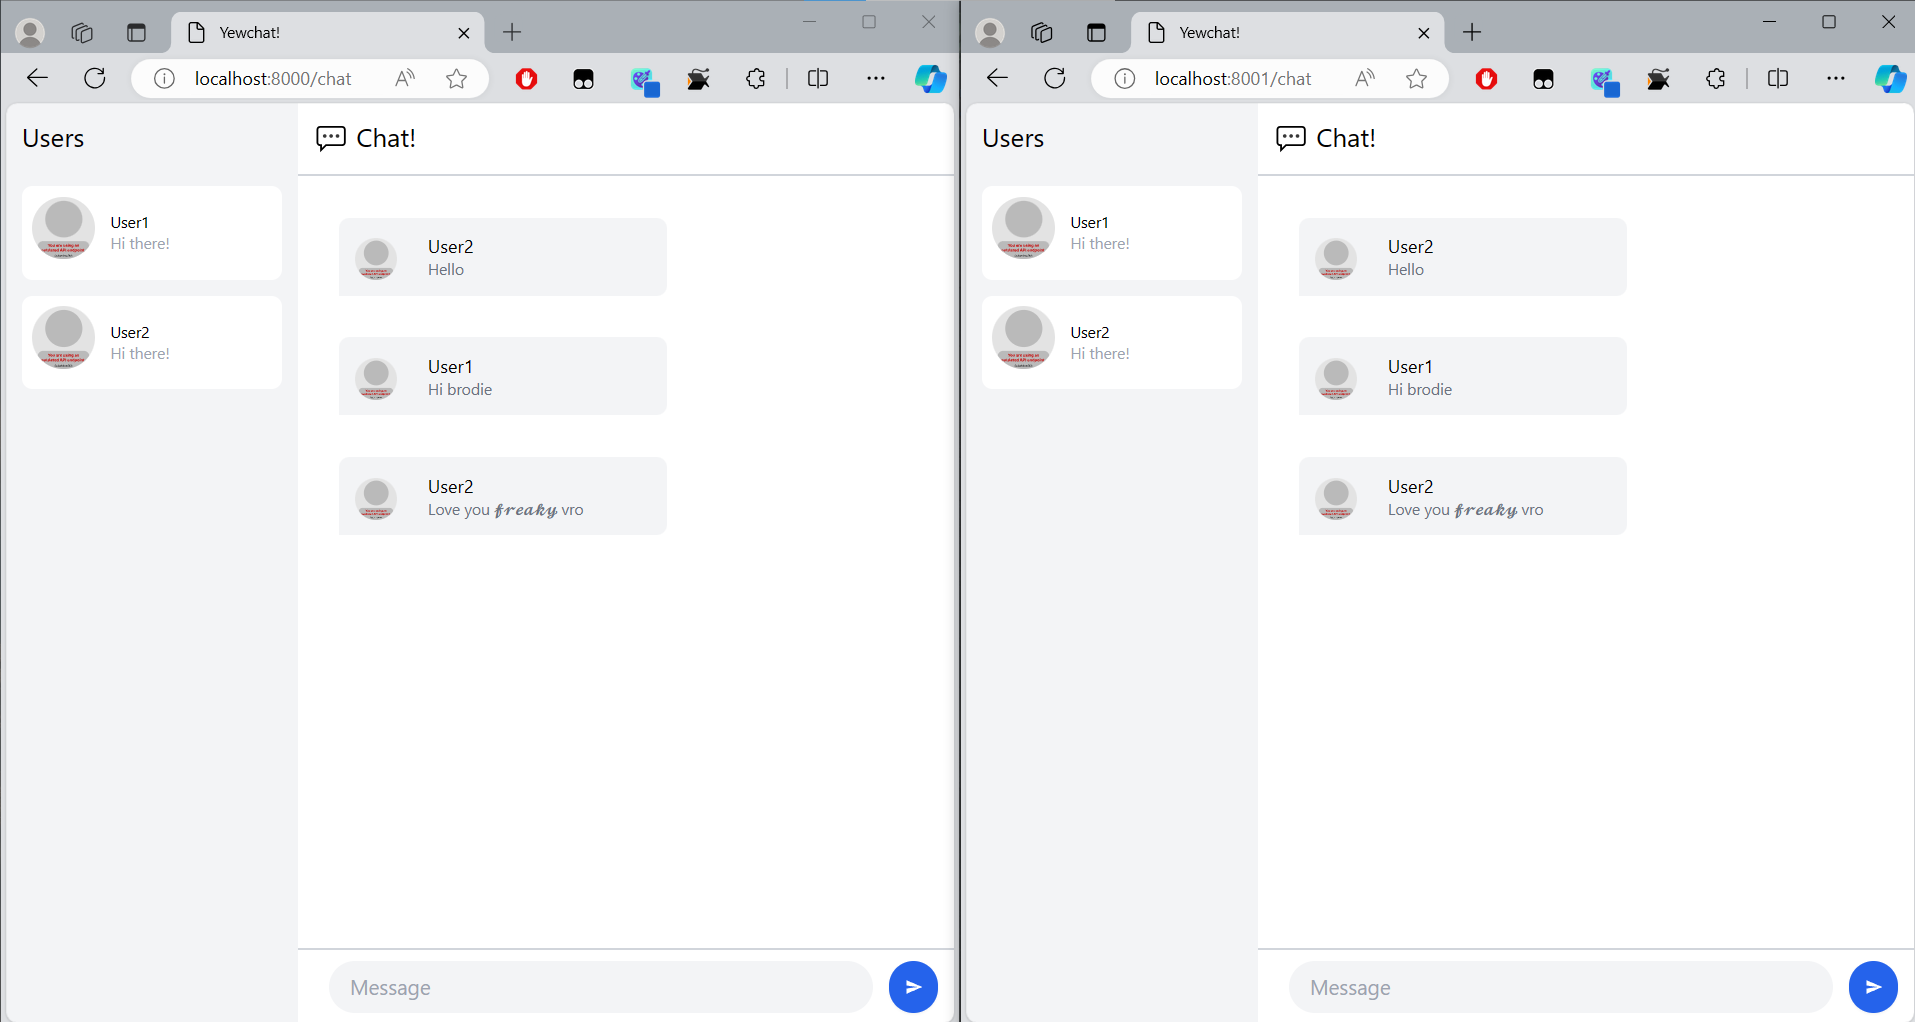 Yewchat!
localhost:8000/chat
Users
Chat!
User1
Hi there!
User2
Hi there!
User2
Hello
User1
Hi brodie
User2
Love you 𝓯𝓻𝓮𝓪𝓴𝔂 vro
Message
Yewchat!
localhost:8001/chat
Users
Chat!
User1
Hi there!
User2
Hi there!
User2
Hello
User1
Hi brodie
User2
Love you 𝓯𝓻𝓮𝓪𝓴𝔂 vro
Message